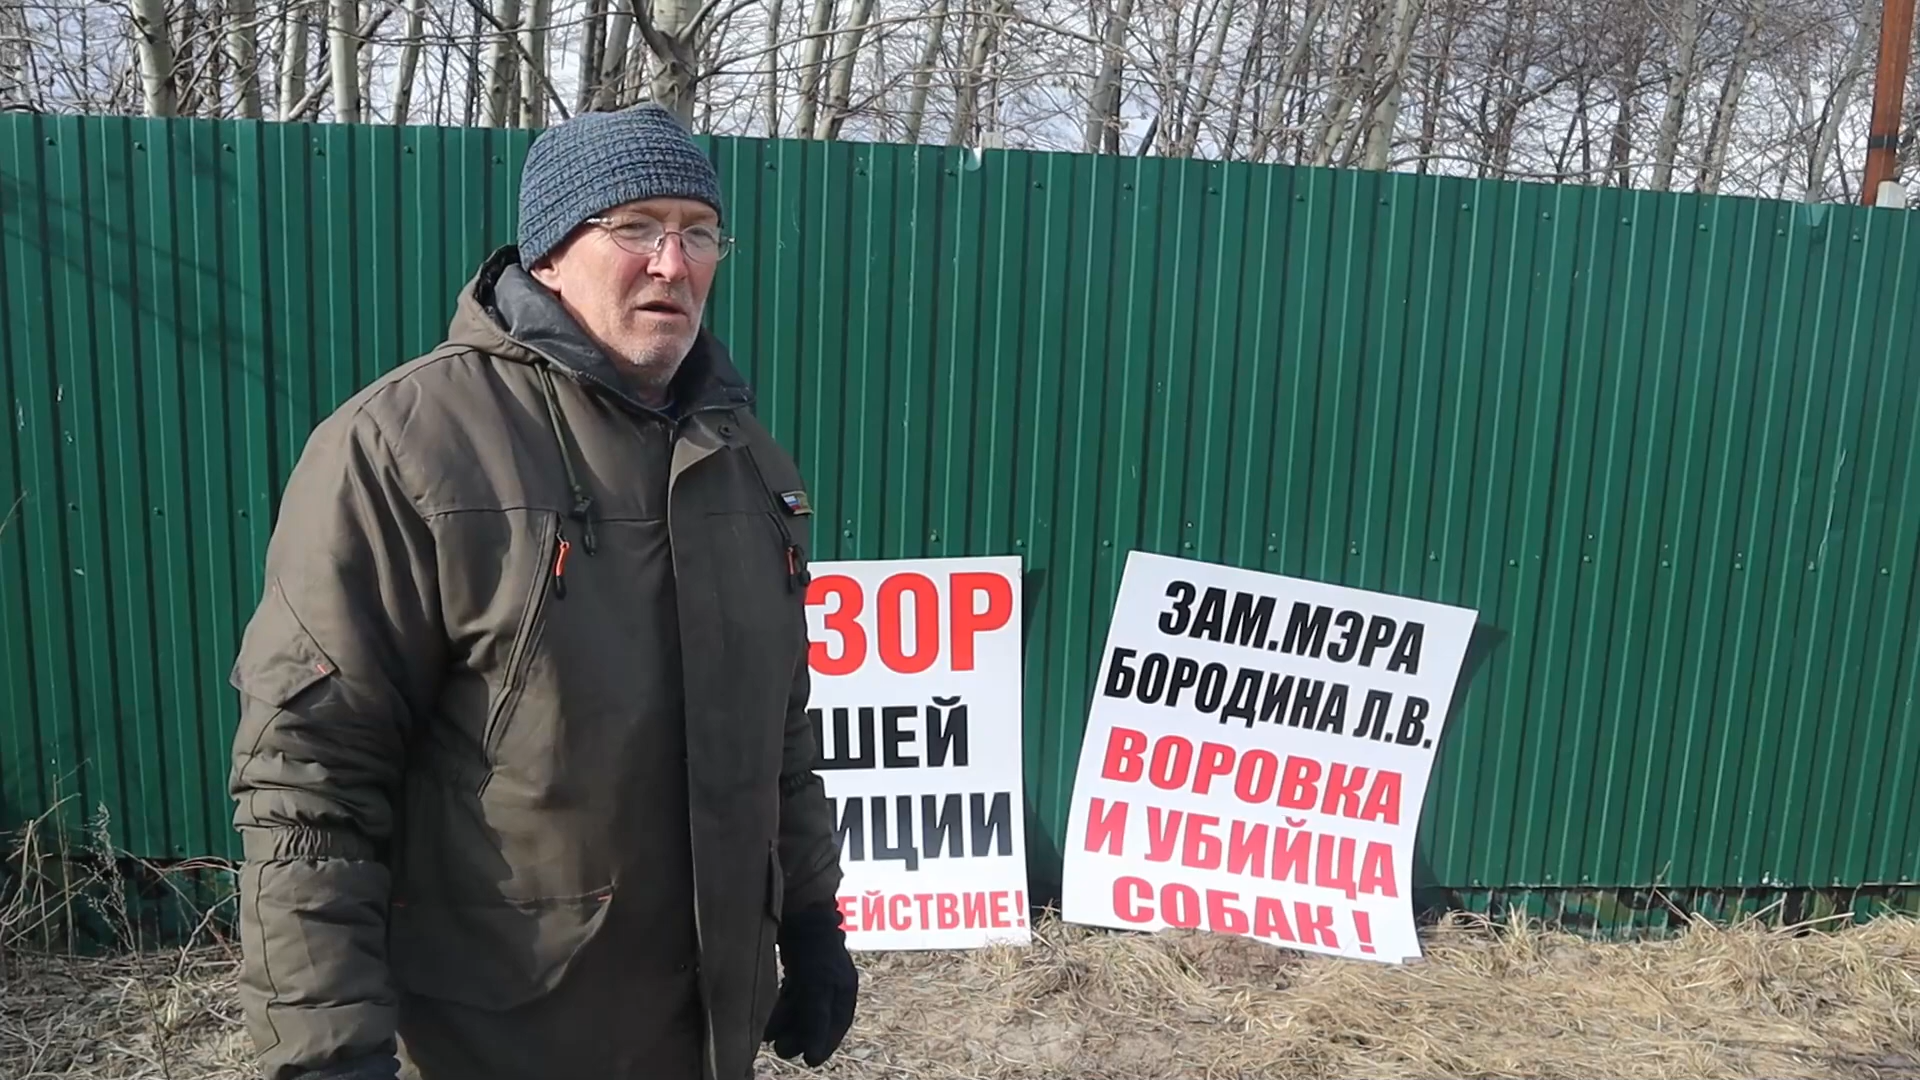 ЗОР
ШЕЙ
ИЦИИ
ЕЙСТВИЕ!
ЗАМ.МЭРА
БОРОДИНА Л.В.
ВОРОВКА
И УБИЙЦА
СОБАК !